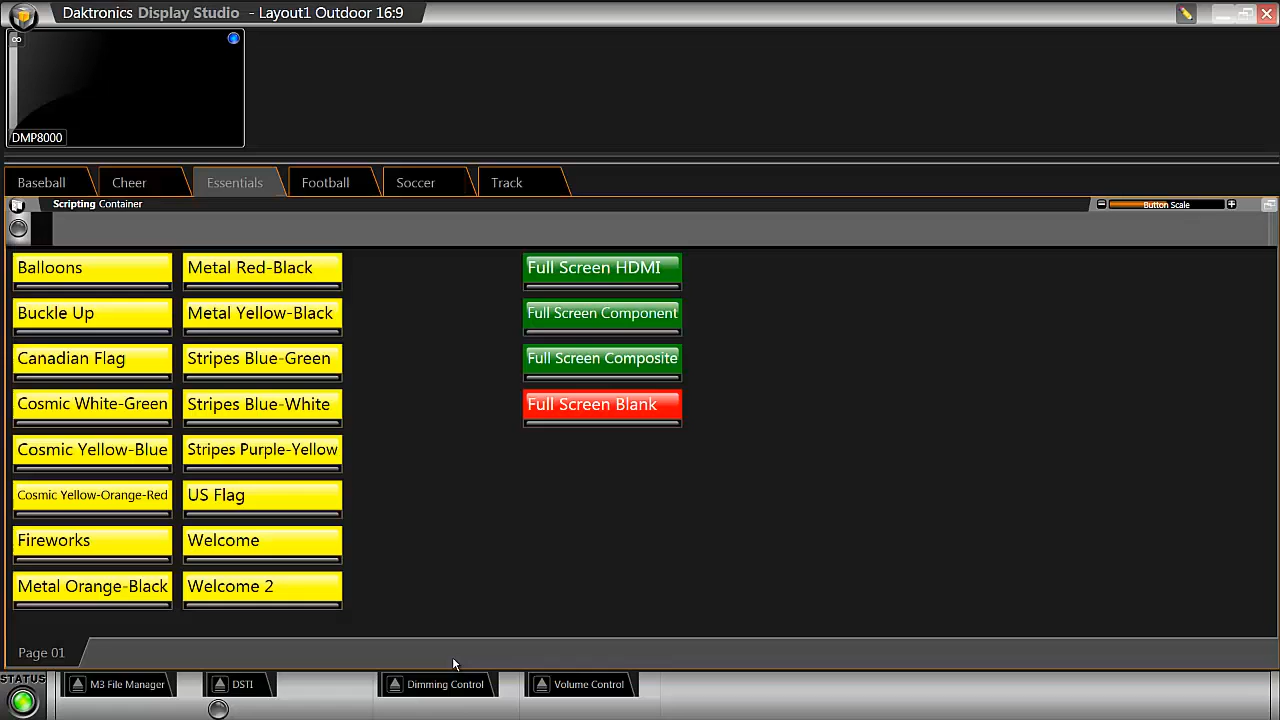 Daktronics Display Studio - Layout1 Outdoor 16:9
DMP8000
Baseball Cheer Essentials Football Soccer Track
Scripting Container Button Scale
Balloons Metal Red-Black Full Screen HDMI
Buckle Up Metal Yellow-Black Full Screen Component
Canadian Flag Stripes Blue-Green Full Screen Composite
Cosmic White-Green Stripes Blue-White Full Screen Blank
Cosmic Yellow-Blue Stripes Purple-Yellow
Cosmic Yellow-Orange-Red US Flag
Fireworks Welcome
Metal Orange-Black Welcome 2
Page 01
STATUS M3 File Manager DSTI Dimming Control Volume Control